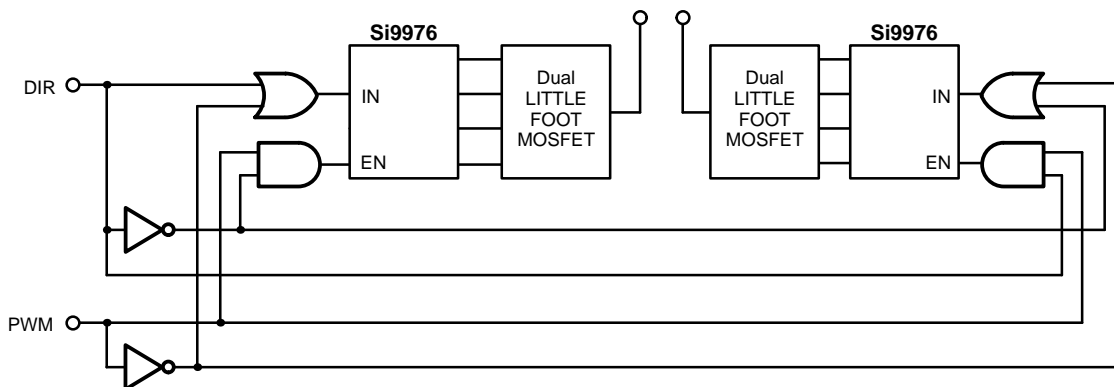 Si9976
Si9976
DIR
IN
EN
Dual
LITTLE
FOOT
MOSFET
Dual
LITTLE
FOOT
MOSFET
IN
EN
PWM